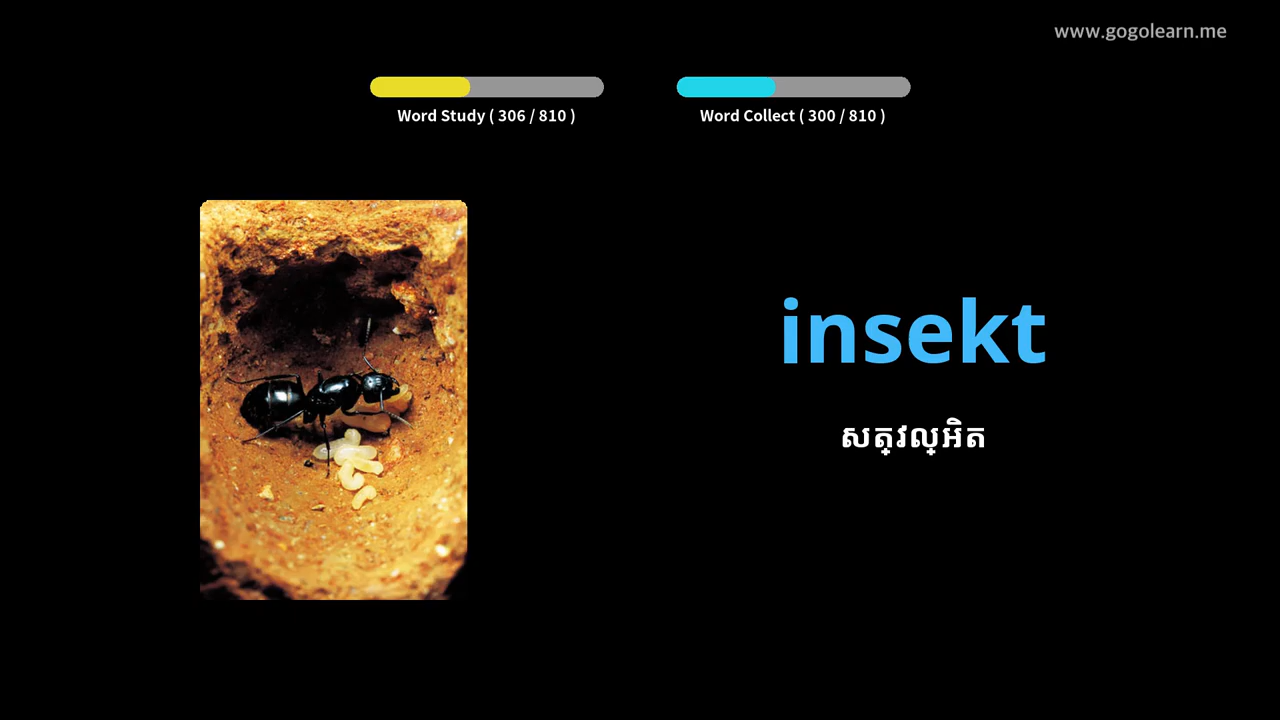 www.gogolearn.me
Word Study ( 306 / 810 )
Word Collect ( 300 / 810 )
insekt
សត្វល្អិត